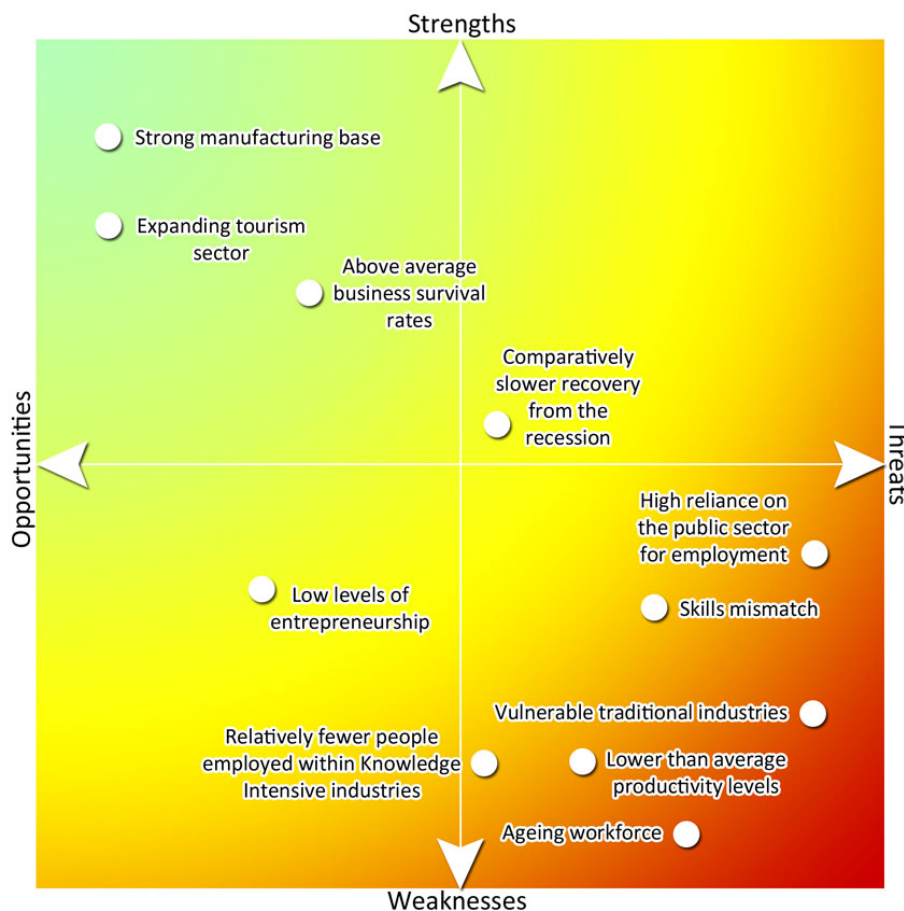 Strengths
Strong manufacturing base
Expanding tourism
sector
Above average
business survival
rates
Comparatively
slower recovery
from the
recession
Opportunities
Threats
High reliance on
the public sector
for employment
Low levels of
entrepreneurship
Skills mismatch
Vulnerable traditional industries
Relatively fewer people
employed within Knowledge
Intensive industries
Lower than average
productivity levels
Ageing workforce
Weaknesses